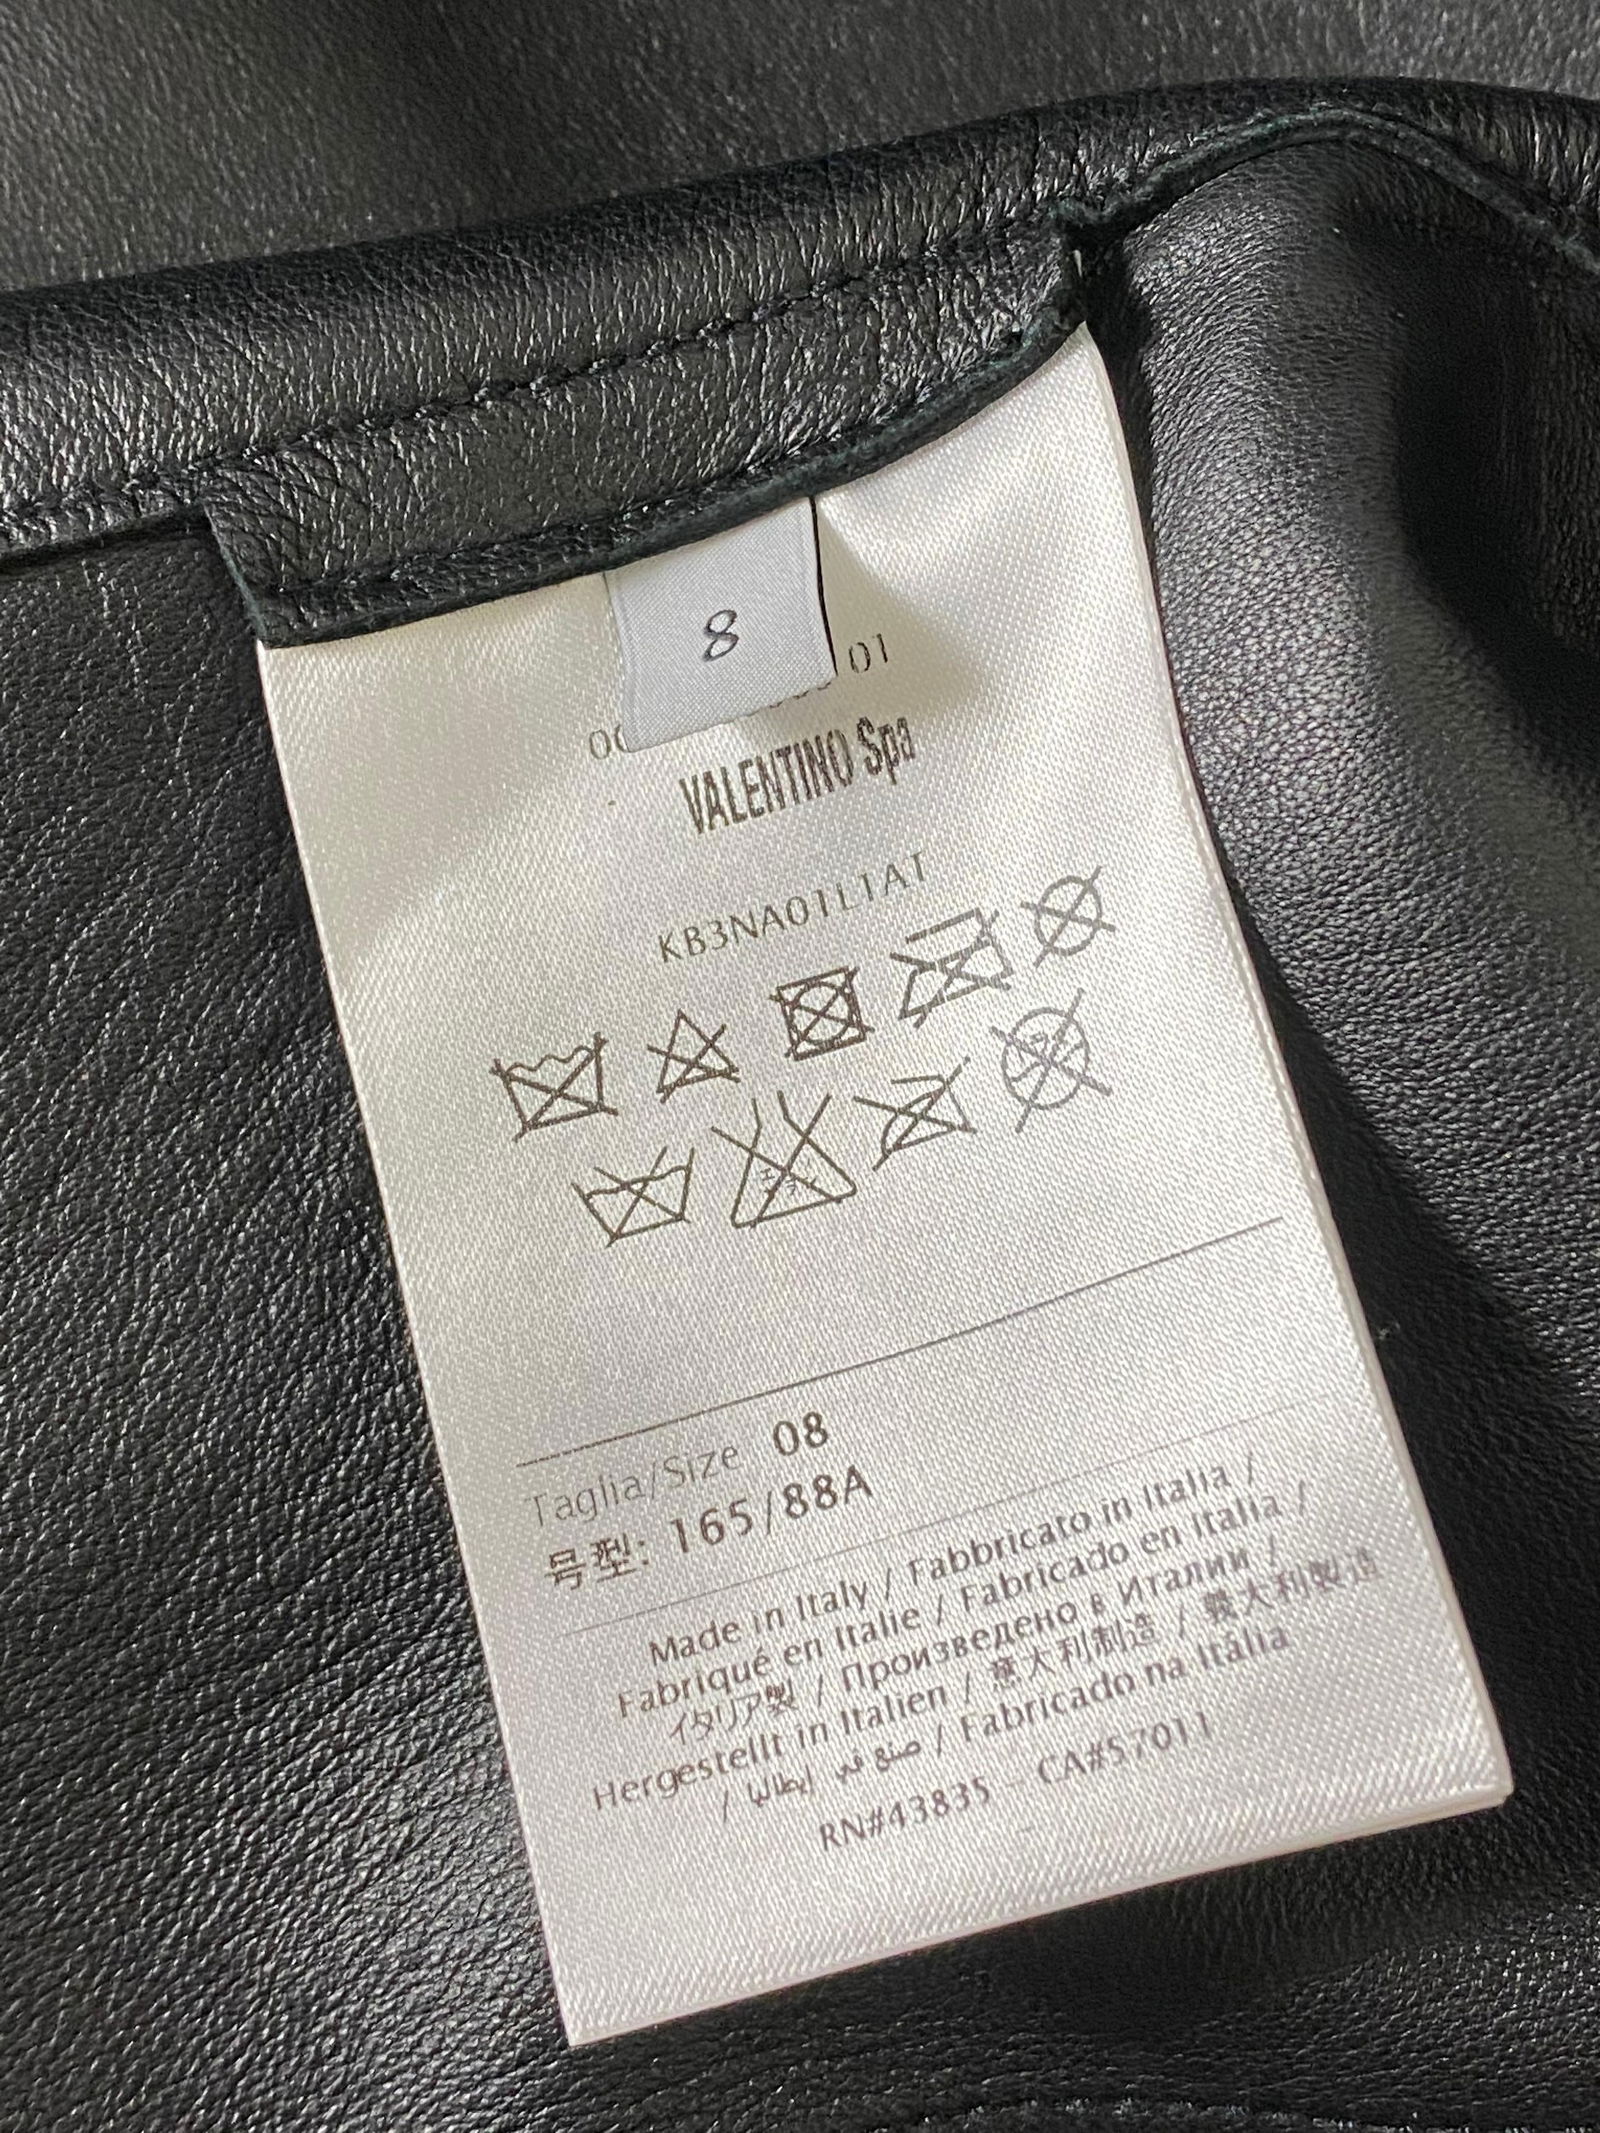 8
01
VALENTINO Spa
KB3NA01L1AT
Taglia/Size 08
号型: 165/88A
Made in Italy / Fabbricato in Italia /
Fabriqué en Italie / Fabricado en Italia /
イタリア製 / Произведено в Италии /
Hergestellt in Italien / 意大利制造 / 義大利製造
/ صنع في إيطاليا / Fabricado na Itália
RN#43835 - CA#57011